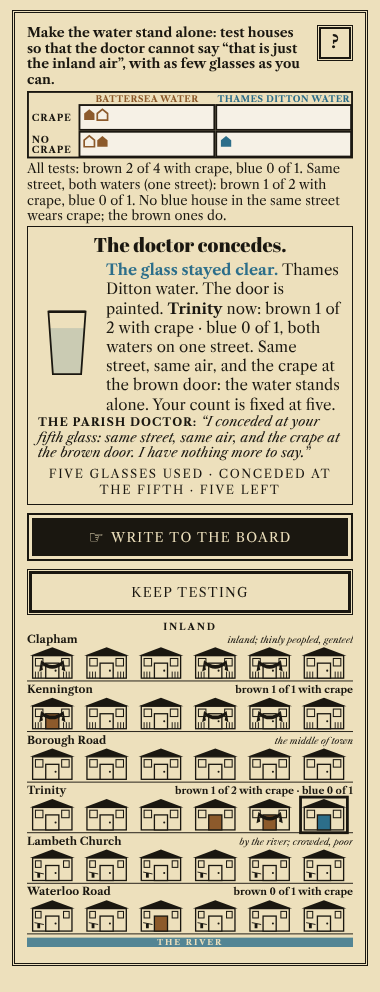 Make the water stand alone: test houses
so that the doctor cannot say “that is just
the inland air”, with as few glasses as you
can.
?
BATTERSEA WATER THAMES DITTON WATER
CRAPE
NO
CRAPE
All tests: brown 2 of 4 with crape, blue 0 of 1. Same
street, both waters (one street): brown 1 of 2 with
crape, blue 0 of 1. No blue house in the same street
wears crape; the brown ones do.
The doctor concedes.
The glass stayed clear. Thames
Ditton water. The door is
painted. Trinity now: brown 1 of
2 with crape · blue 0 of 1, both
waters on one street. Same
street, same air, and the crape at
the brown door: the water stands
alone. Your count is fixed at five.
THE PARISH DOCTOR: “I conceded at your
fifth glass: same street, same air, and the crape at
the brown door. I have nothing more to say.”
FIVE GLASSES USED · CONCEDED AT
THE FIFTH · FIVE LEFT
☞ WRITE TO THE BOARD
KEEP TESTING
INLAND
Clapham inland; thinly peopled, genteel
Kennington brown 1 of 1 with crape
Borough Road the middle of town
Trinity brown 1 of 2 with crape · blue 0 of 1
Lambeth Church by the river; crowded, poor
Waterloo Road brown 0 of 1 with crape
THE RIVER